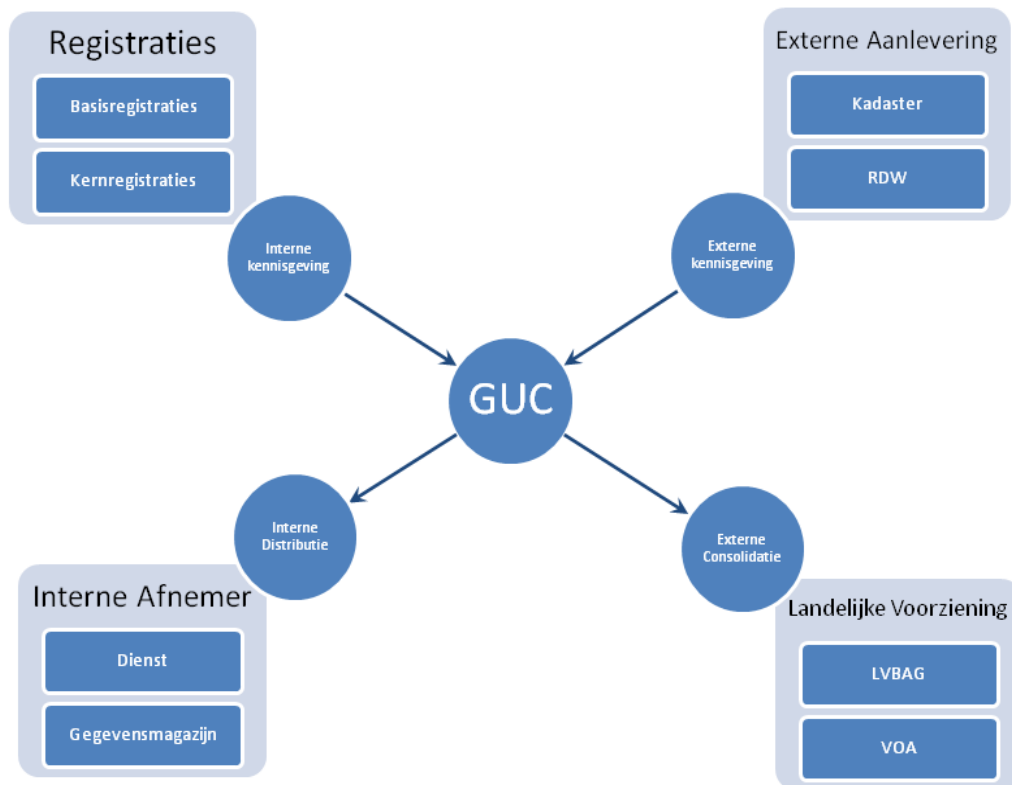 Registraties
Basisregistraties
Kernregistraties
Interne
kennisgeving
Externe Aanlevering
Kadaster
RDW
Externe
kennisgeving
GUC
Interne
Distributie
Interne Afnemer
Dienst
Gegevensmagazijn
Externe
Consolidatie
Landelijke Voorziening
LVBAG
VOA